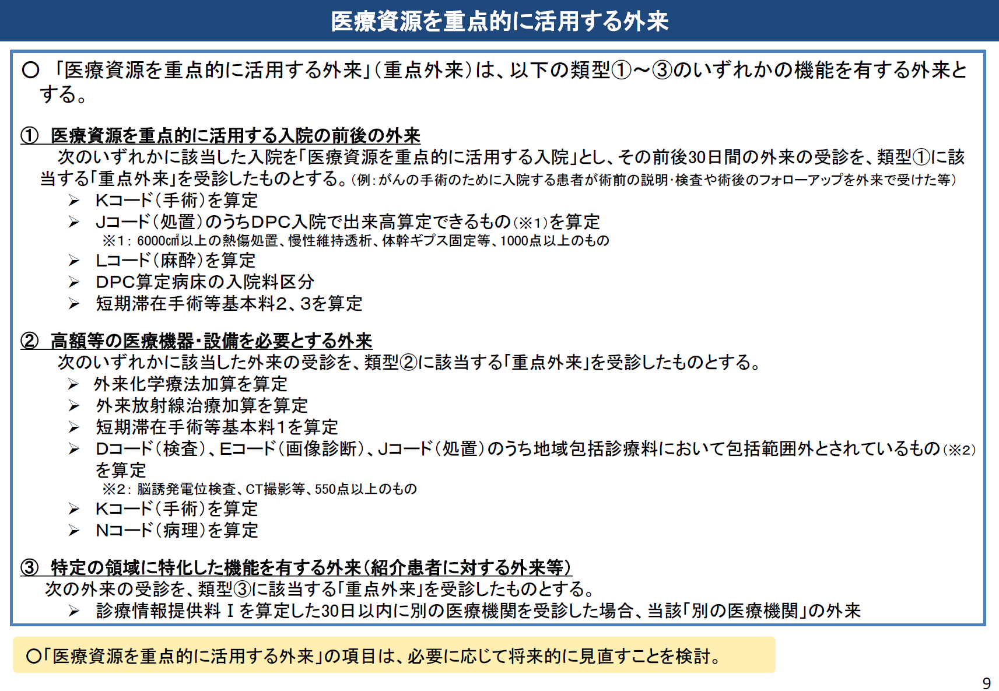 医療資源を重点的に活用する外来
〇 「医療資源を重点的に活用する外来」(重点外来)は、以下の類型①~③のいずれかの機能を有する外来と
する。
① 医療資源を重点的に活用する入院の前後の外来
次のいずれかに該当した入院を「医療資源を重点的に活用する入院」とし、その前後30日間の外来の受診を、類型①に該
当する「重点外来」を受診したものとする。(例:がんの手術のために入院する患者が術前の説明・検査や術後のフォローアップを外来で受けた等)
➢ Kコード(手術)を算定
➢ Jコード(処置)のうちDPC入院で出来高算定できるもの(※1)を算定
※1: 6000㎠以上の熱傷処置、慢性維持透析、体幹ギプス固定等、1000点以上のもの
➢ Lコード(麻酔)を算定
➢ DPC算定病床の入院料区分
➢ 短期滞在手術等基本料2、3を算定
② 高額等の医療機器・設備を必要とする外来
次のいずれかに該当した外来の受診を、類型②に該当する「重点外来」を受診したものとする。
➢ 外来化学療法加算を算定
➢ 外来放射線治療加算を算定
➢ 短期滞在手術等基本料1を算定
➢ Dコード(検査)、Eコード(画像診断)、Jコード(処置)のうち地域包括診療料において包括範囲外とされているもの(※2)
を算定
※2: 脳誘発電位検査、CT撮影等、550点以上のもの
➢ Kコード(手術)を算定
➢ Nコード(病理)を算定
③ 特定の領域に特化した機能を有する外来(紹介患者に対する外来等)
次の外来の受診を、類型③に該当する「重点外来」を受診したものとする。
➢ 診療情報提供料Ⅰを算定した30日以内に別の医療機関を受診した場合、当該「別の医療機関」の外来
〇「医療資源を重点的に活用する外来」の項目は、必要に応じて将来的に見直すことを検討。
9